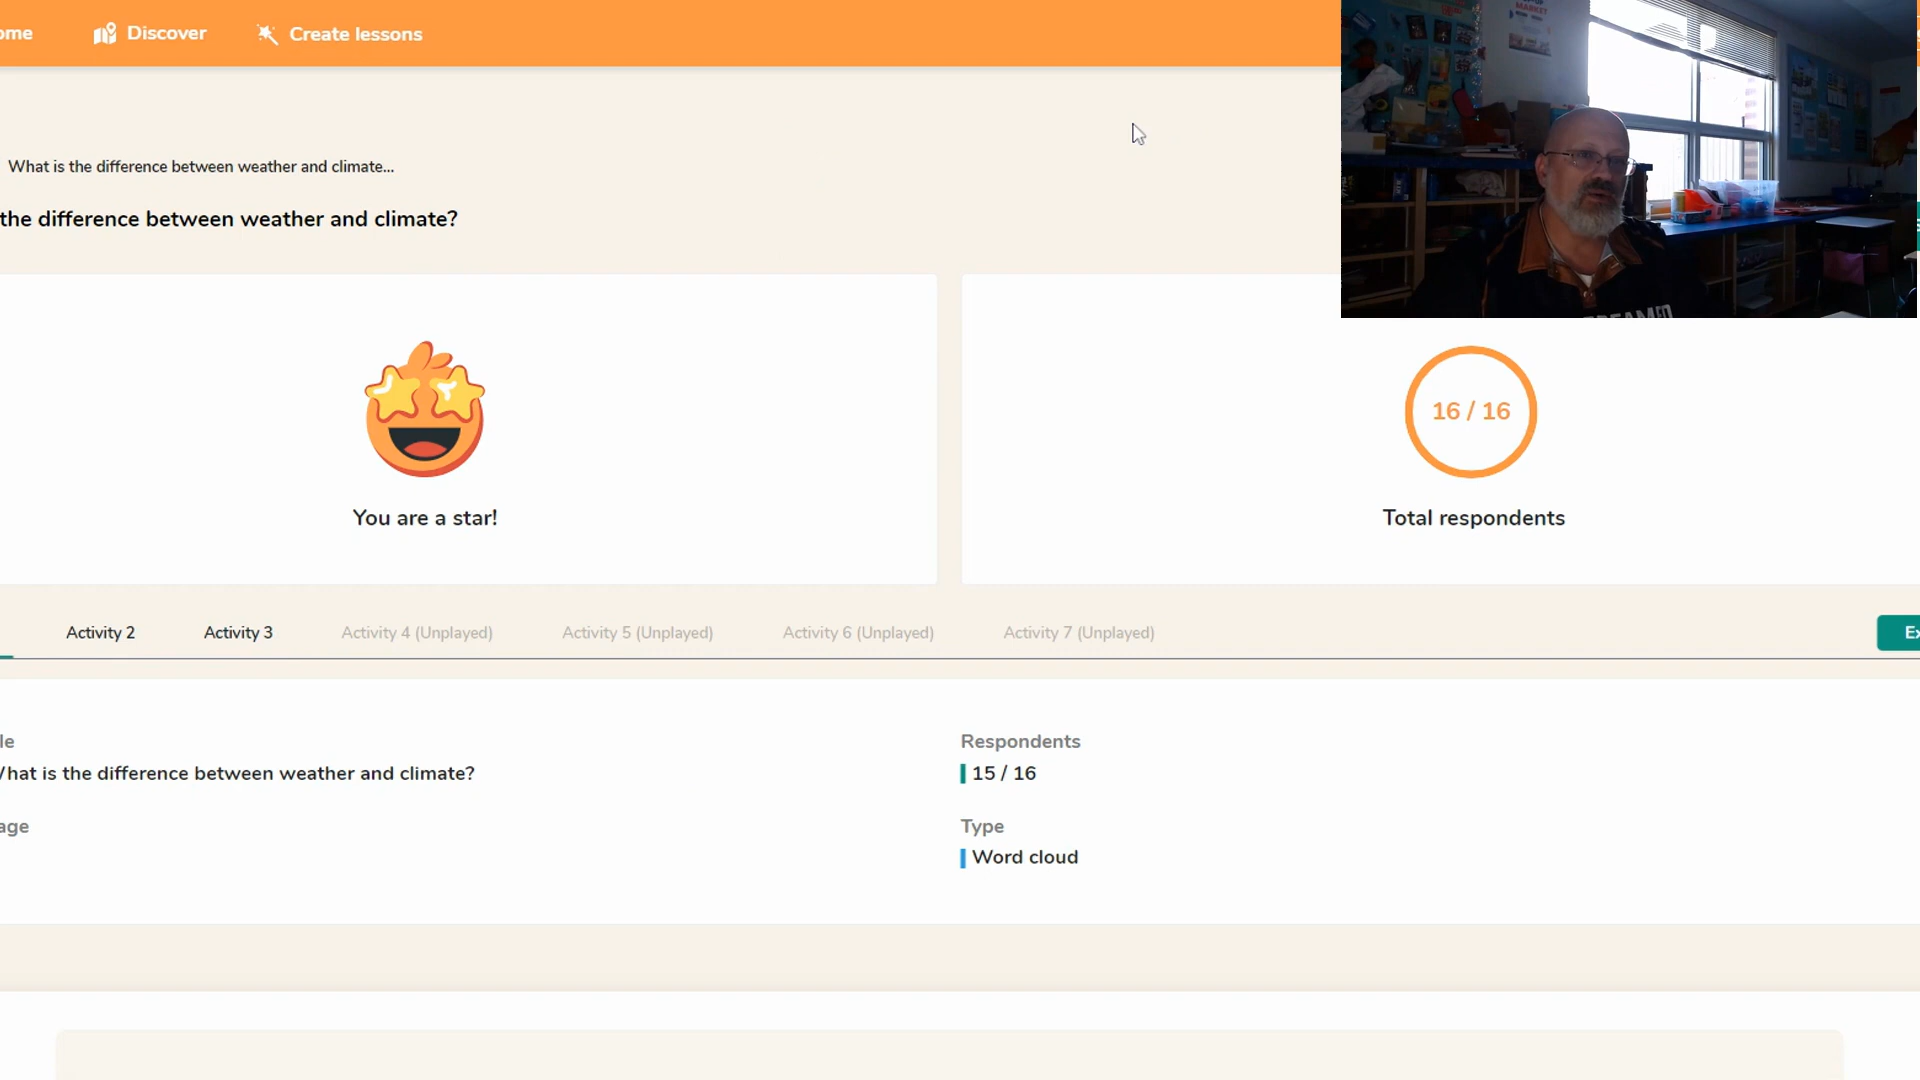 ome
Discover
Create lessons
What is the difference between weather and climate...
the difference between weather and climate?
You are a star!
16 / 16
Total respondents
Activity 2
Activity 3
Activity 4 (Unplayed)
Activity 5 (Unplayed)
Activity 6 (Unplayed)
Activity 7 (Unplayed)
Ex
le
Respondents
hat is the difference between weather and climate?
15 / 16
age
Type
Word cloud
MARKET